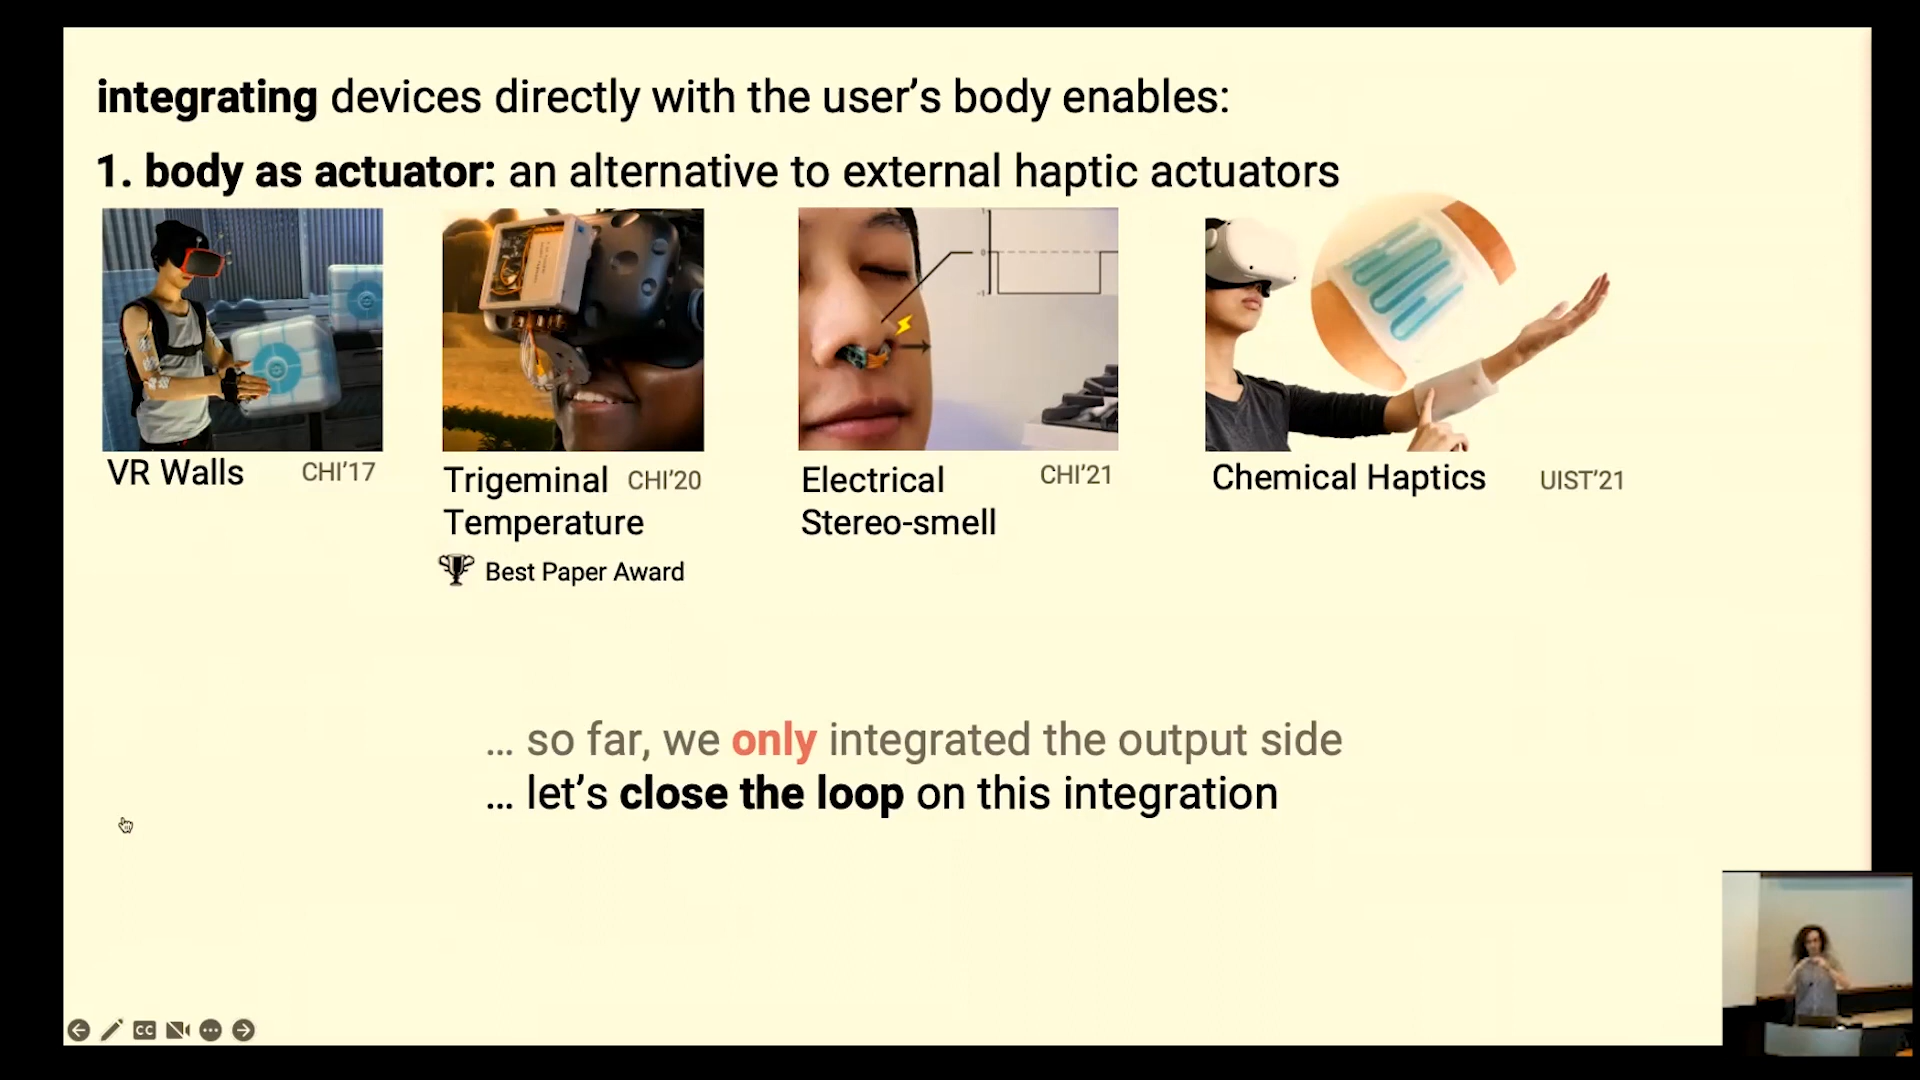 integrating devices directly with the user's body enables:
1. body as actuator: an alternative to external haptic actuators
VR Walls CHI'17
Trigeminal Temperature CHI'20
Best Paper Award
Electrical Stereo-smell CHI'21
Chemical Haptics UIST'21
... so far, we only integrated the output side
... let's close the loop on this integration
CC